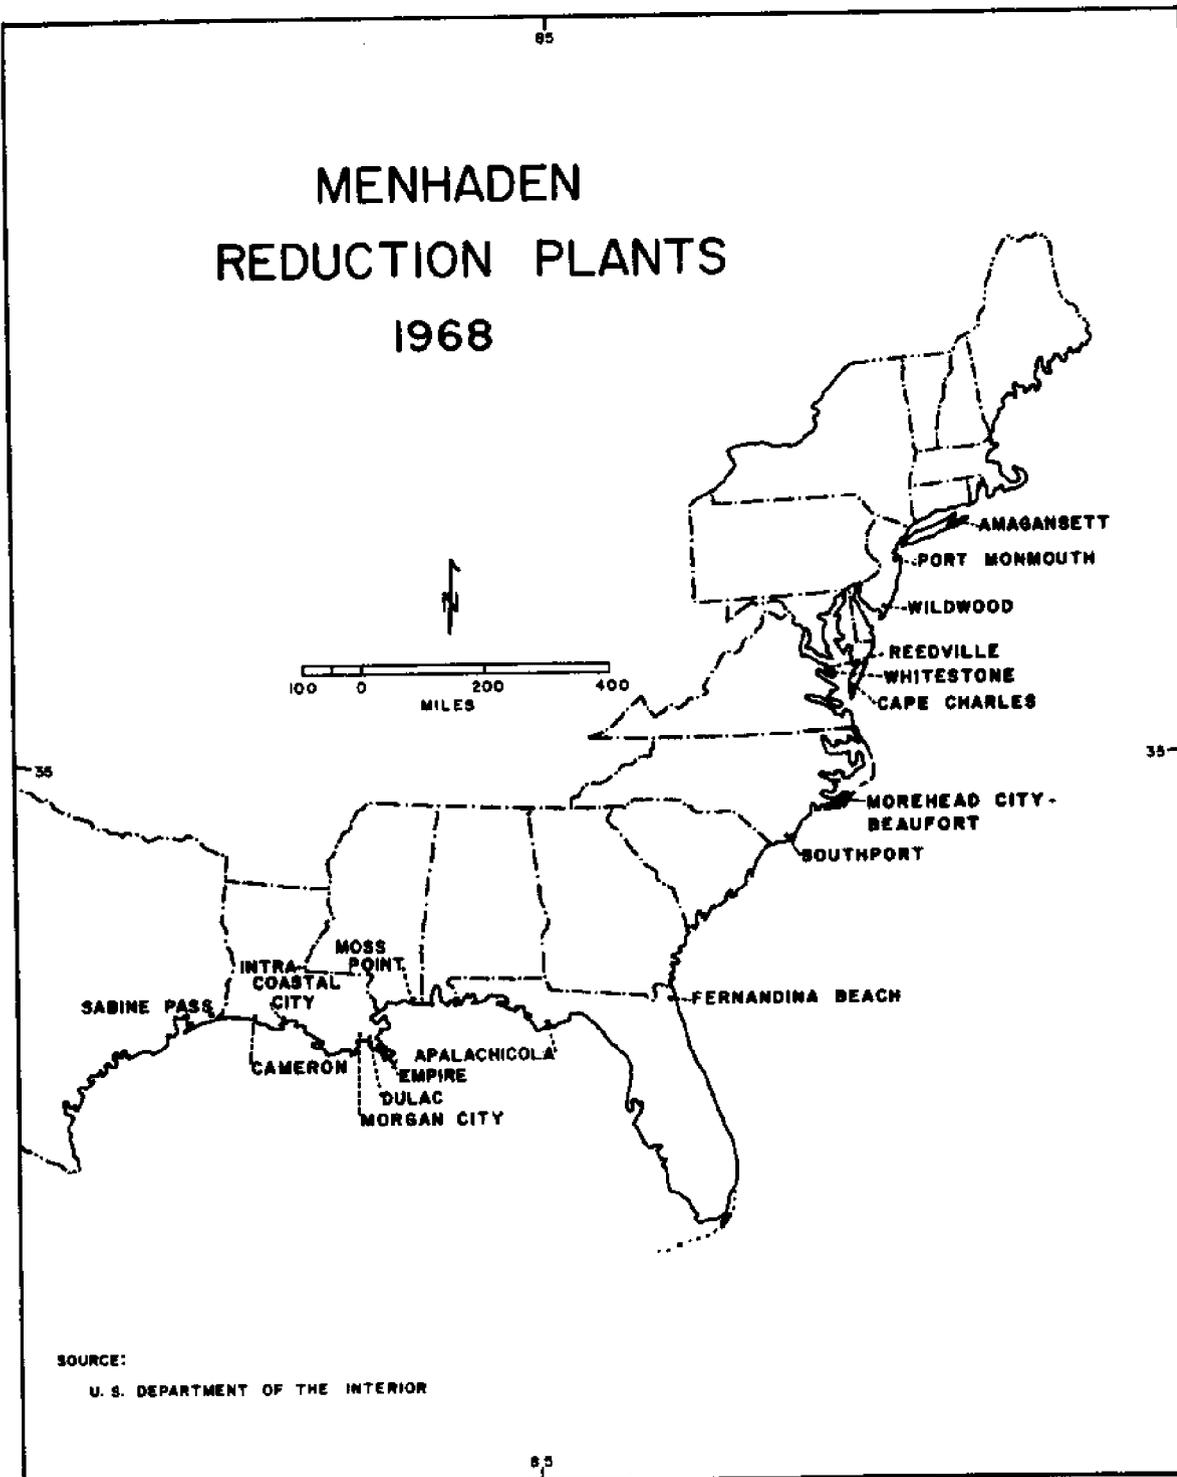 85
MENHADEN
REDUCTION PLANTS
1968
AMAGANSETT
PORT MONMOUTH
WILDWOOD
N
REEDVILLE
WHITESTONE
CAPE CHARLES
100 0 200 400
MILES
35
35
MOREHEAD CITY-
BEAUFORT
SOUTHPORT
MOSS
POINT
INTRA-
COASTAL
CITY
SABINE PASS
FERNANDINA BEACH
CAMERON
APALACHICOLA
EMPIRE
DULAC
MORGAN CITY
SOURCE:
U. S. DEPARTMENT OF THE INTERIOR
85